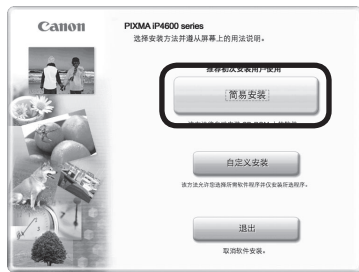 Canon
PIXMA iP4600 series
选择安装方法并遵从屏幕上的用法说明。
推荐初次安装用户使用
简易安装
自定义安装
该方法允许您选择所需软件程序并仅安装所选程序。
退出
取消软件安装。